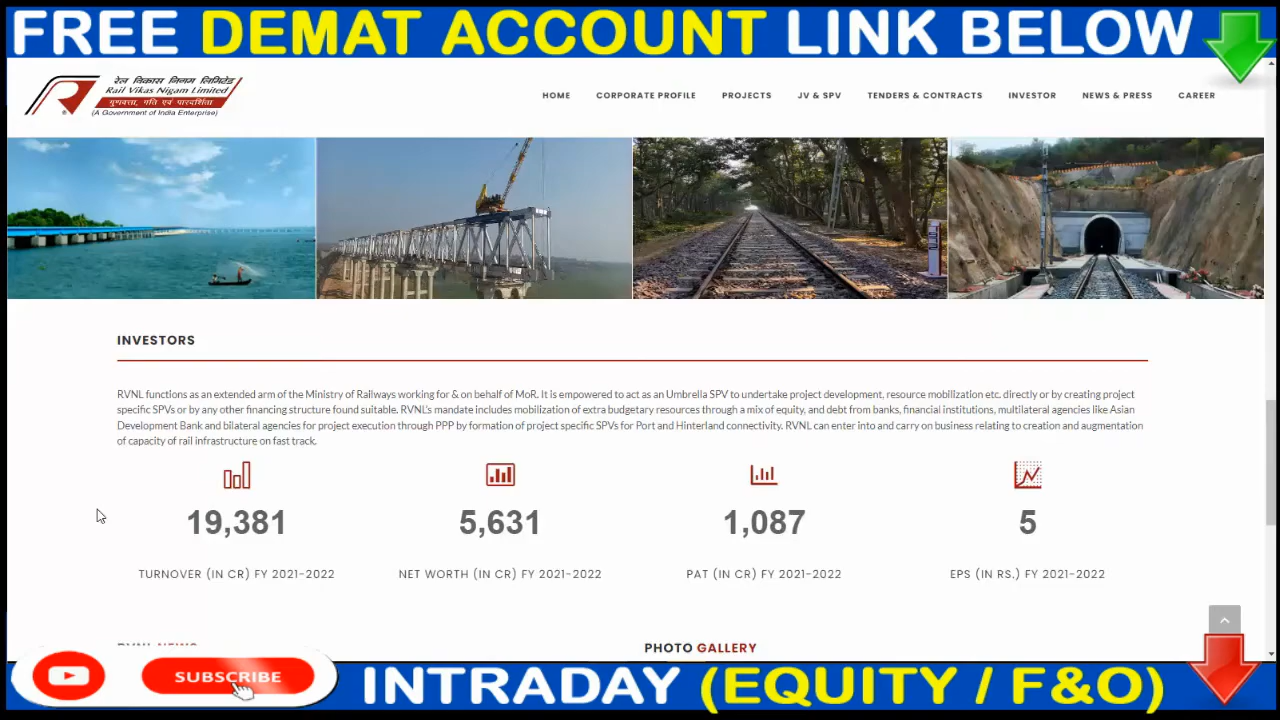 FREE DEMAT ACCOUNT LINK BELOW
रेल विकास निगम लिमिटेड
Rail Vikas Nigam Limited
गुणवत्ता, गति एवं पारदर्शिता
(A Government of India Enterprise)
HOME CORPORATE PROFILE PROJECTS JV & SPV TENDERS & CONTRACTS INVESTOR NEWS & PRESS CAREER
INVESTORS
RVNL functions as an extended arm of the Ministry of Railways working for & on behalf of MoR. It is empowered to act as an Umbrella SPV to undertake project development, resource mobilization etc. directly or by creating project
specific SPVs or by any other financing structure found suitable. RVNL's mandate includes mobilization of extra budgetary resources through a mix of equity, and debt from banks, financial institutions, multilateral agencies like Asian
Development Bank and bilateral agencies for project execution through PPP by formation of project specific SPVs for Port and Hinterland connectivity. RVNL can enter into and carry on business relating to creation and augmentation
of capacity of rail infrastructure on fast track.
19,381 5,631 1,087 5
TURNOVER (IN CR) FY 2021-2022 NET WORTH (IN CR) FY 2021-2022 PAT (IN CR) FY 2021-2022 EPS (IN RS.) FY 2021-2022
RVNL NEWS PHOTO GALLERY
SUBSCRIBE
INTRADAY (EQUITY / F&O)